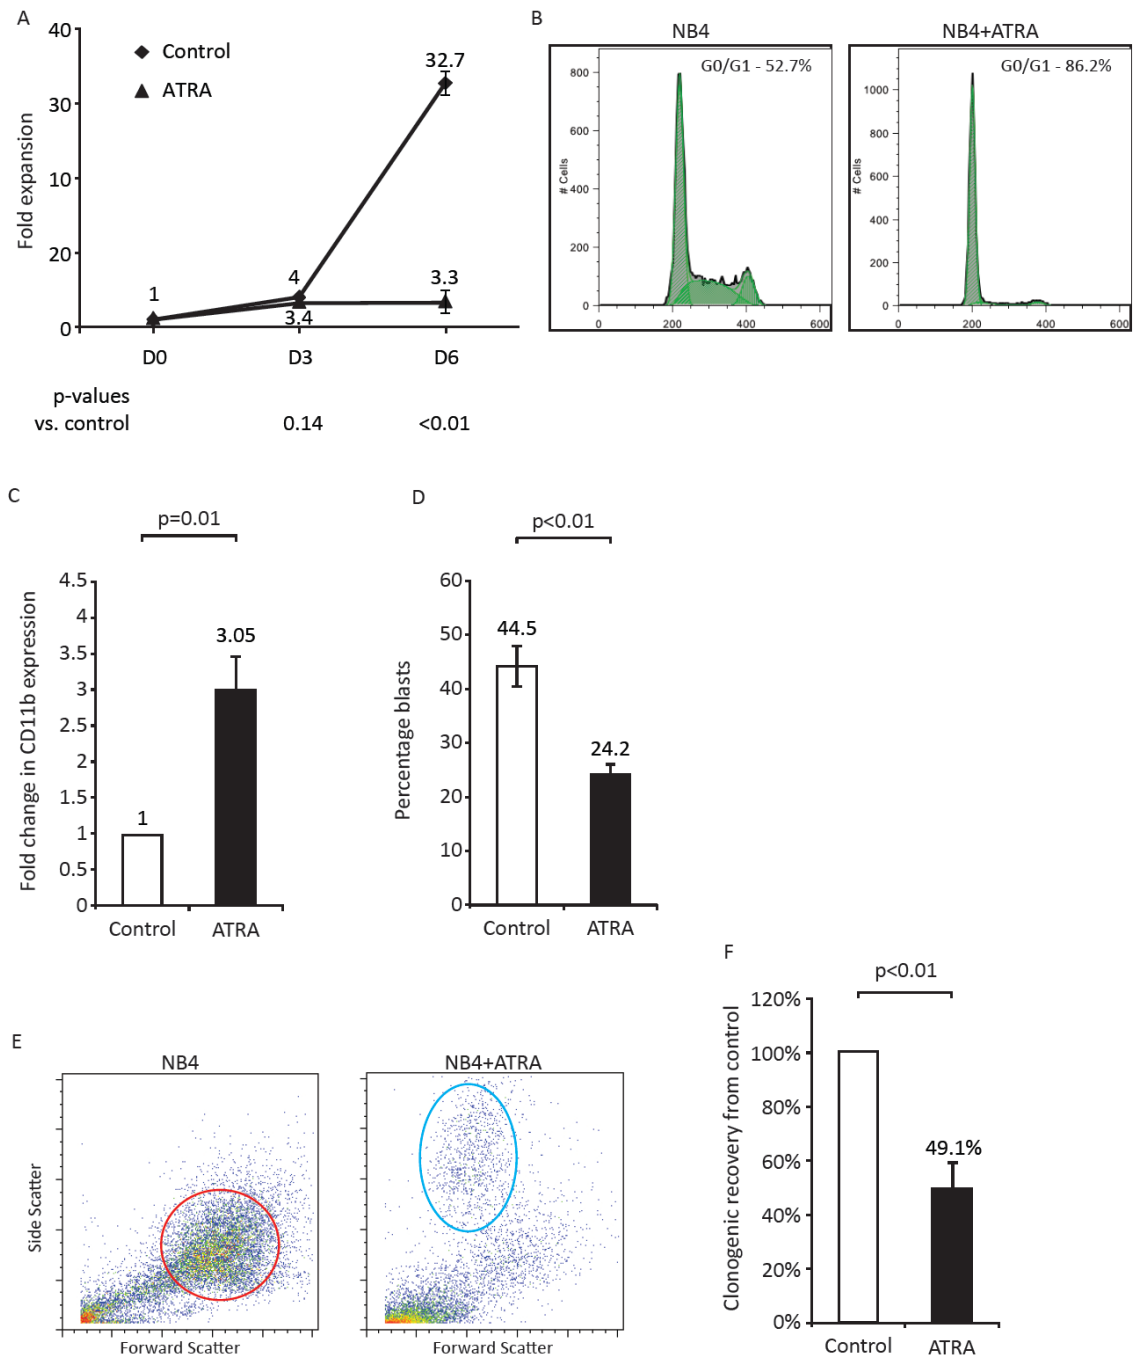 A
40
30
10
20
0
Fold expansion
Control
ATRA
1
4
3.4
32.7
3.3
D0 D3 D6
p-values
vs. control 0.14 <0.01
B
NB4
G0/G1 - 52.7%
# Cells
800
600
400
200
0
0 200 400 600
NB4+ATRA
G0/G1 - 86.2%
# Cells
1000
800
600
400
200
0
0 200 400 600
C
p=0.01
Fold change in CD11b expression
4.5
4
3.5
3
2.5
2
1.5
1
0.5
0
1
3.05
Control ATRA
D
p<0.01
Percentage blasts
60
50
40
30
20
10
0
44.5
24.2
Control ATRA
E
NB4
Side Scatter
Forward Scatter
NB4+ATRA
Forward Scatter
F
p<0.01
Clonogenic recovery from control
120%
100%
80%
60%
40%
20%
0%
49.1%
Control ATRA